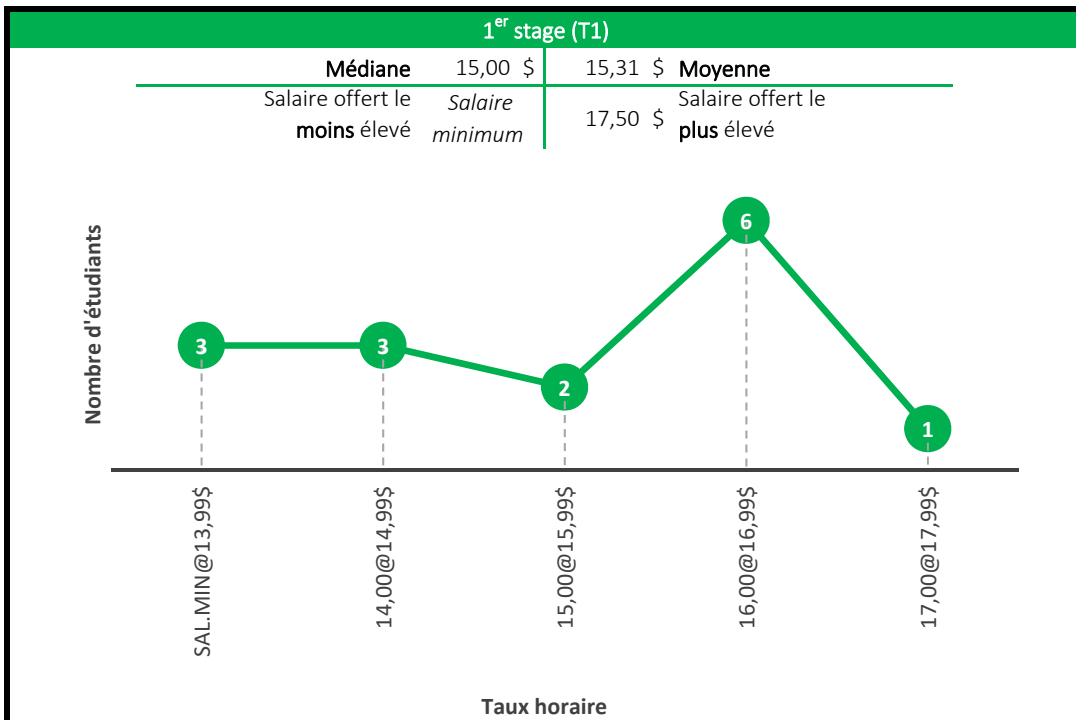 1er stage (T1)
Médiane 15,00 $ 15,31 $ Moyenne
Salaire offert le moins élevé Salaire minimum 17,50 $ Salaire offert le plus élevé
Nombre d'étudiants
3
3
2
6
1
SAL.MIN@13,99$
14,00@14,99$
15,00@15,99$
16,00@16,99$
17,00@17,99$
Taux horaire